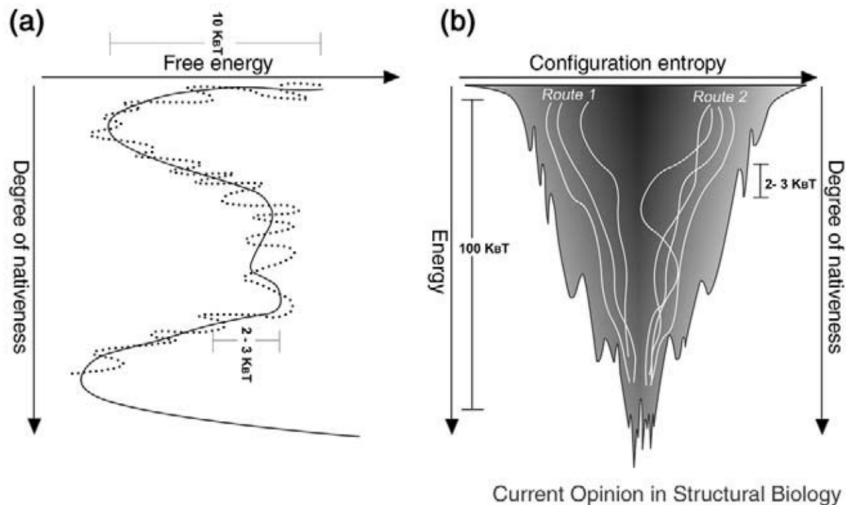 (a)
10 KBT
Free energy
Degree of nativeness
2 - 3 KBT
(b)
Configuration entropy
Route 1
Route 2
2- 3 KBT
Energy
100 KBT
Degree of nativeness
Current Opinion in Structural Biology